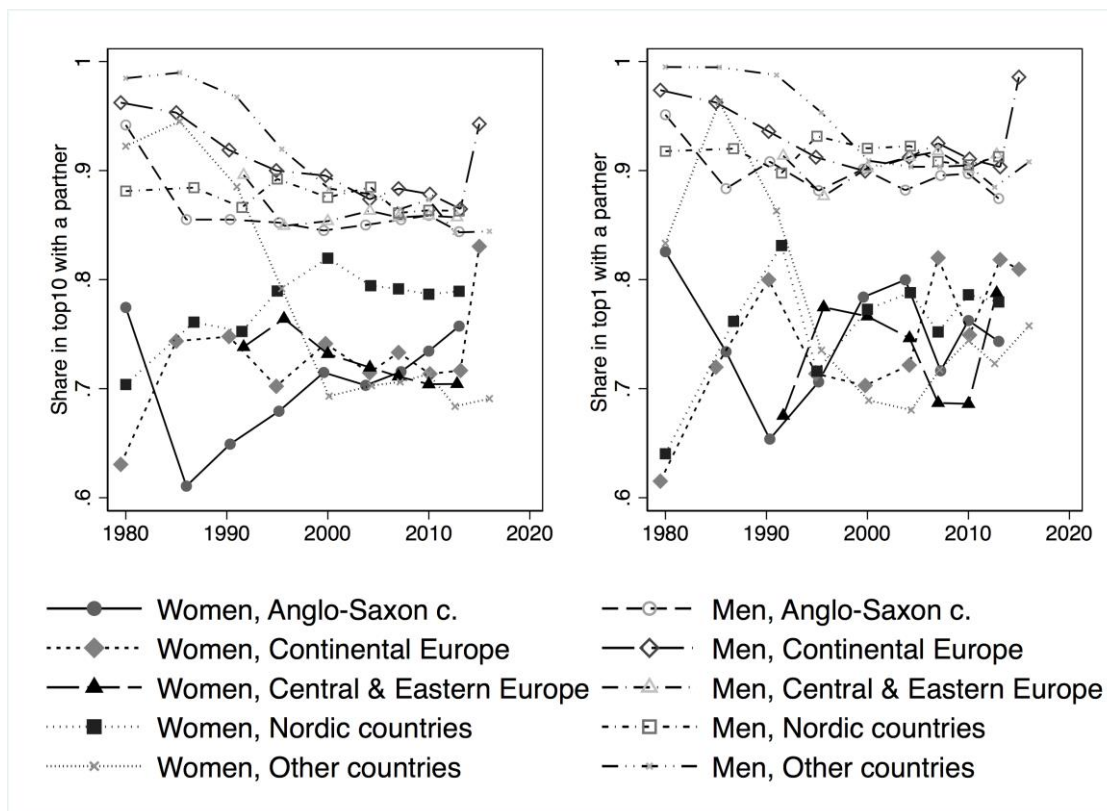 Share in top10 with a partner
1
.9
.8
.7
.6
1980 1990 2000 2010 2020
Share in top1 with a partner
1
.9
.8
.7
.6
1980 1990 2000 2010 2020
Women, Anglo-Saxon c.
Women, Continental Europe
Women, Central & Eastern Europe
Women, Nordic countries
Women, Other countries
Men, Anglo-Saxon c.
Men, Continental Europe
Men, Central & Eastern Europe
Men, Nordic countries
Men, Other countries